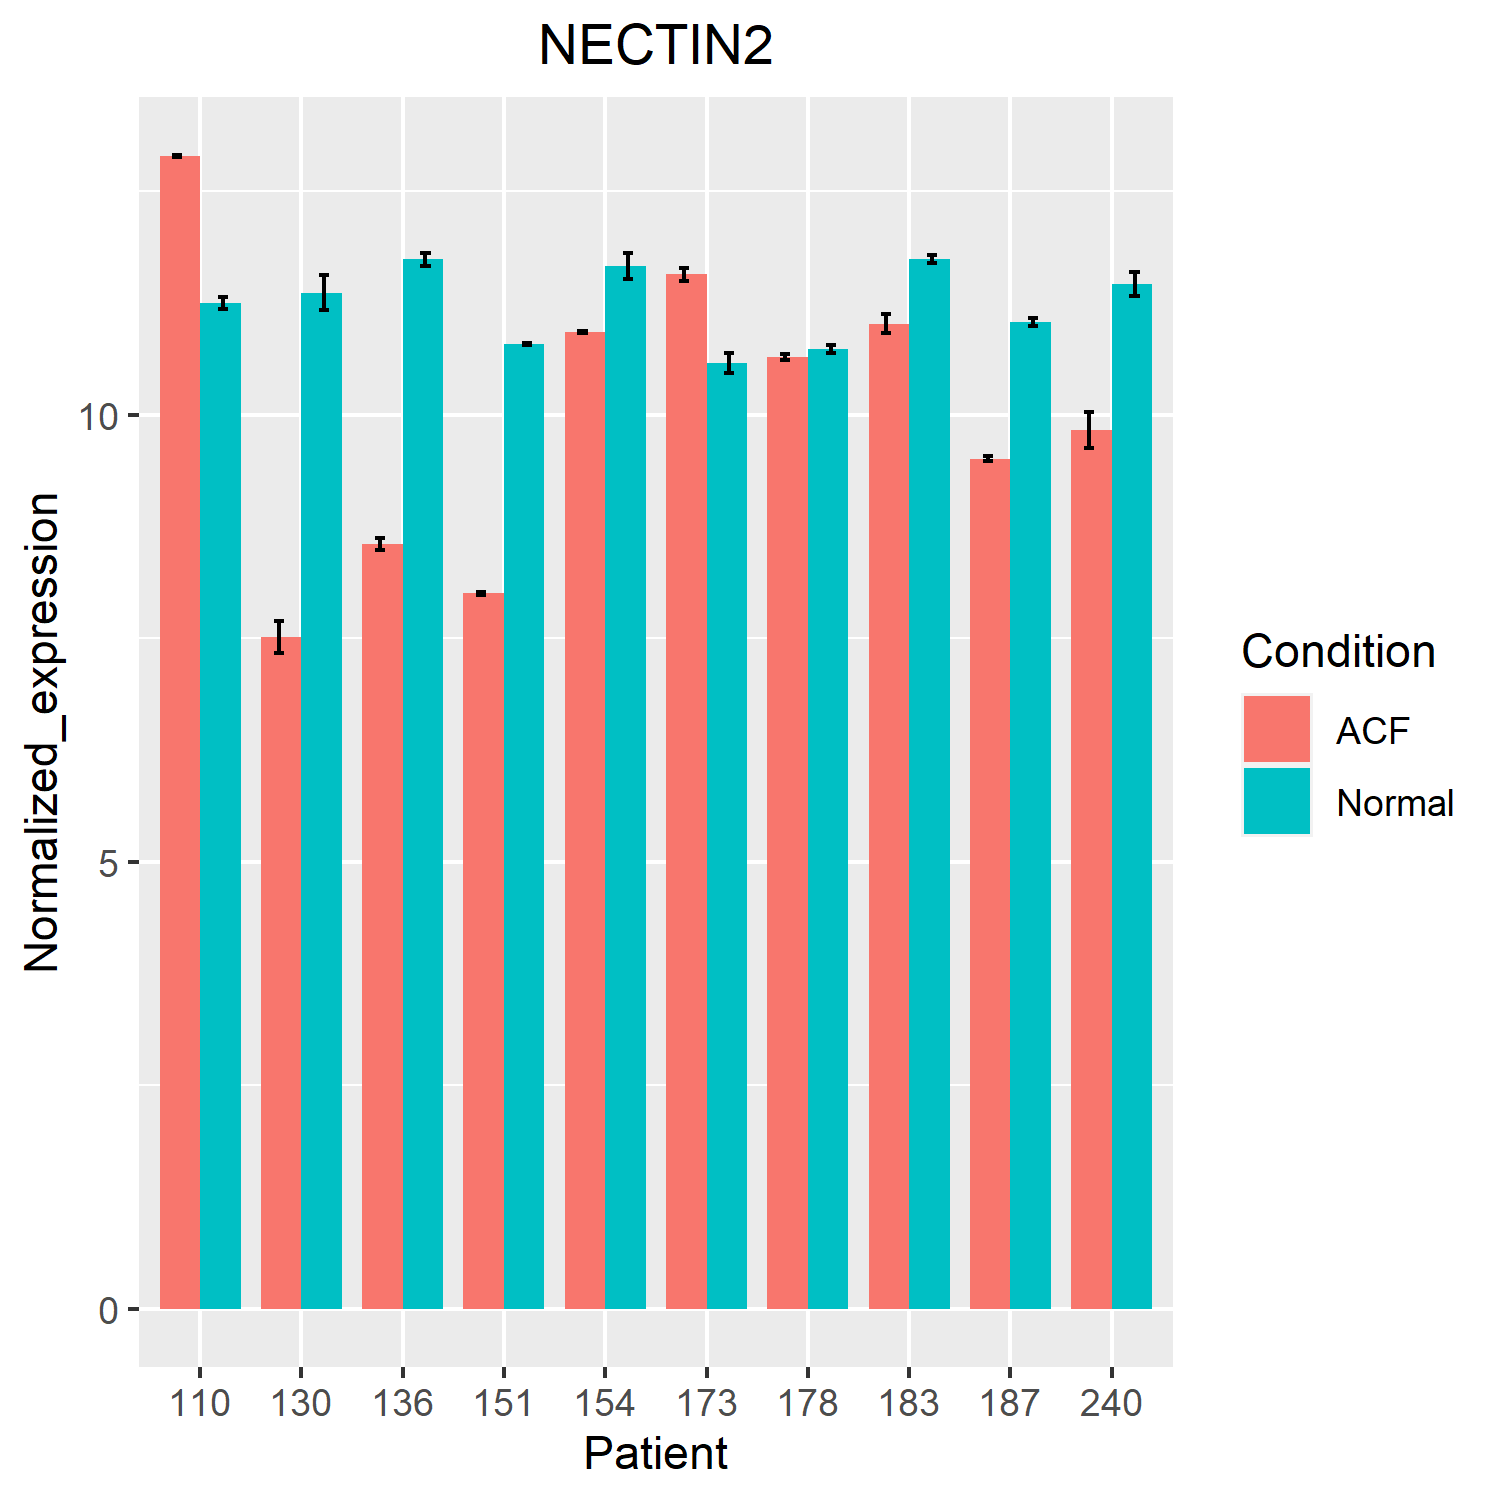 NECTIN2
Normalized_expression
10
5
0
110 130 136 151 154 173 178 183 187 240
Patient
Condition
ACF
Normal